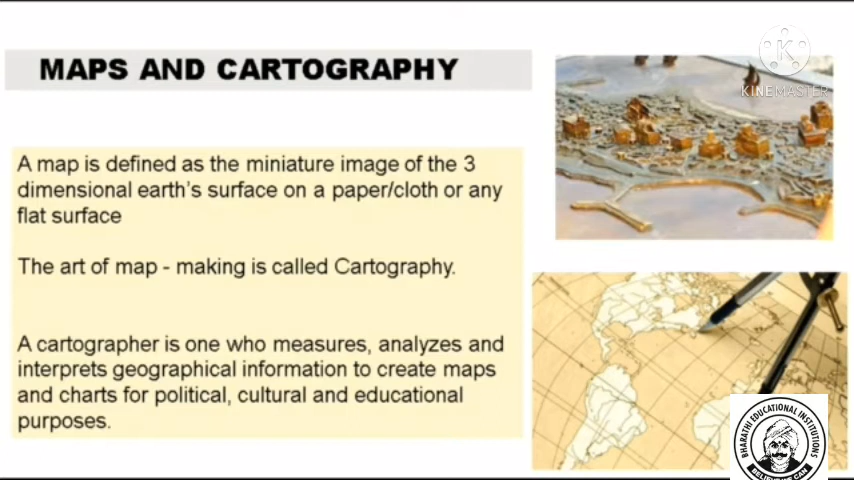 MAPS AND CARTOGRAPHY
KINEMASTER
A map is defined as the miniature image of the 3
dimensional earth's surface on a paper/cloth or any
flat surface
The art of map - making is called Cartography.
A cartographer is one who measures, analyzes and
interprets geographical information to create maps
and charts for political, cultural and educational
purposes.
BHARATHI EDUCATIONAL INSTITUTIONS